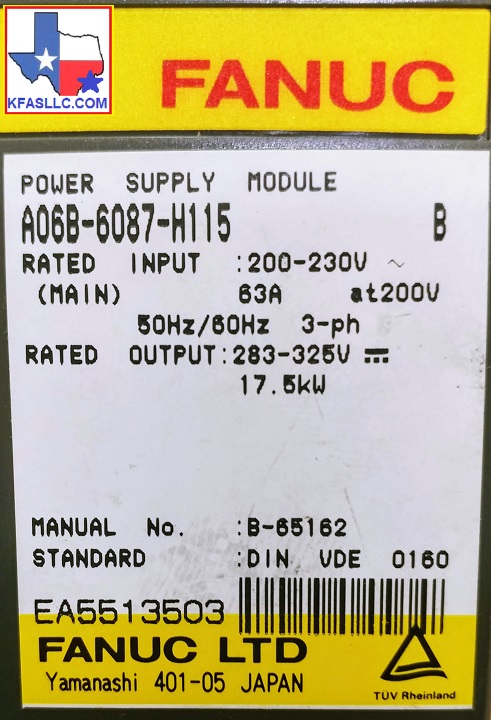 KFASLLC.COM
FANUC
POWER SUPPLY MODULE
A06B-6087-H115 B
RATED INPUT :200-230V ~
(MAIN) 63A at200V
50Hz/60Hz 3-ph
RATED OUTPUT:283-325V ⎓
17.5kW
MANUAL No. :B-65162
STANDARD :DIN VDE 0160
EA5513503
FANUC LTD
Yamanashi 401-05 JAPAN
TÜV Rheinland